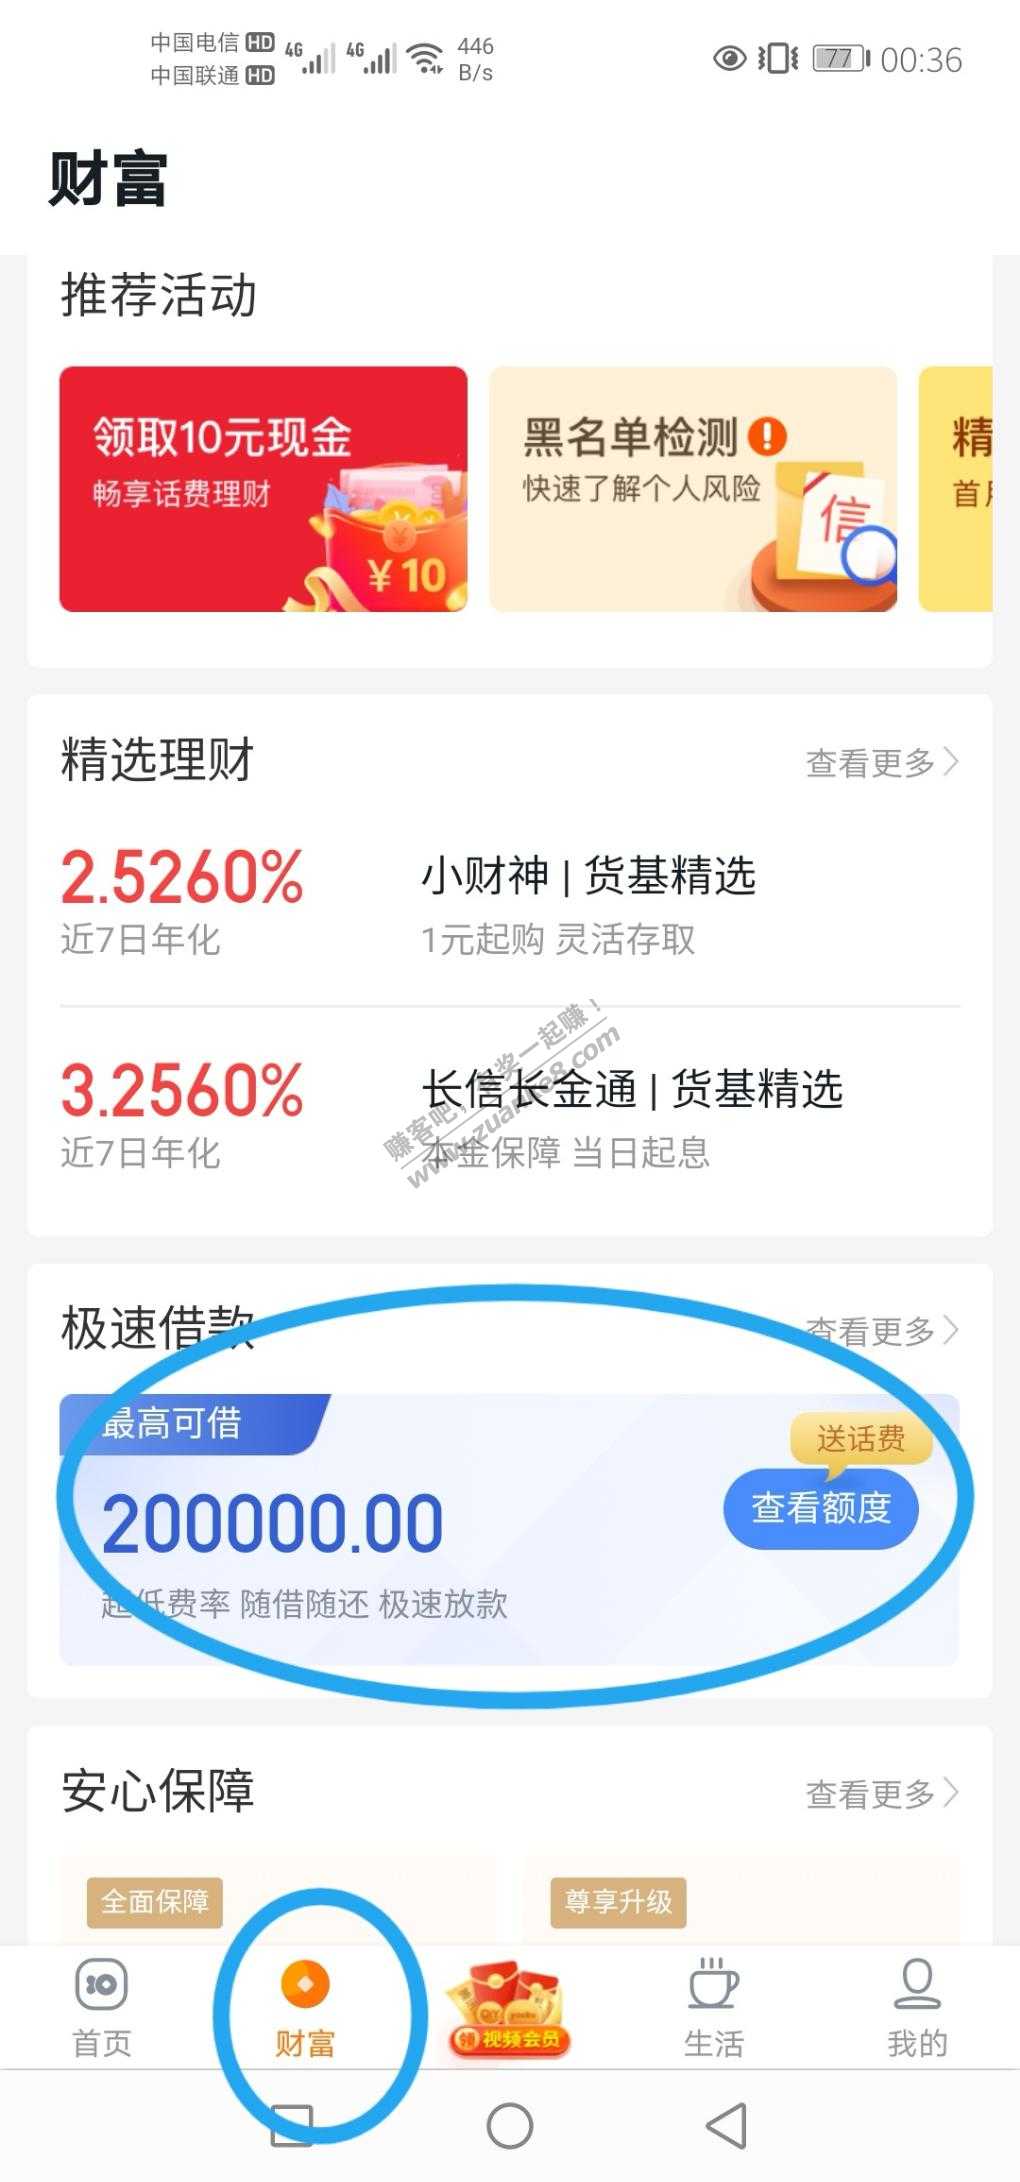 中国电信 HD 4G 4G 446 77 00:36
中国联通 HD B/s
财富
推荐活动
领取10元现金
畅享话费理财
¥10
黑名单检测
快速了解个人风险
信
精
首月
精选理财
查看更多
2.5260%
小财神 | 货基精选
近7日年化
1元起购 灵活存取
3.2560%
长信长金通 | 货基精选
近7日年化
本金保障 当日起息
赚客吧,有奖一起赚!
www.zuanke8.com
极速借款
查看更多
最高可借
送话费
200000.00
查看额度
超低费率 随借随还 极速放款
安心保障
查看更多
全面保障
尊享升级
领 视频会员
首页
财富
生活
我的